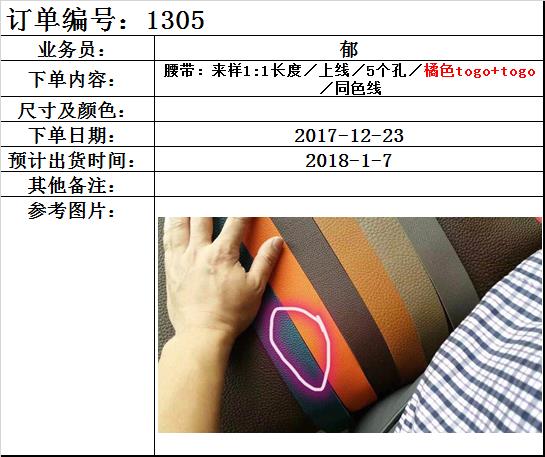 订单编号：1305
业务员：
郁
下单内容：
腰带：来样1:1长度／上线／5个孔／橘色togo+togo
／同色线
尺寸及颜色：
下单日期：
2017-12-23
预计出货时间：
2018-1-7
其他备注：
参考图片：